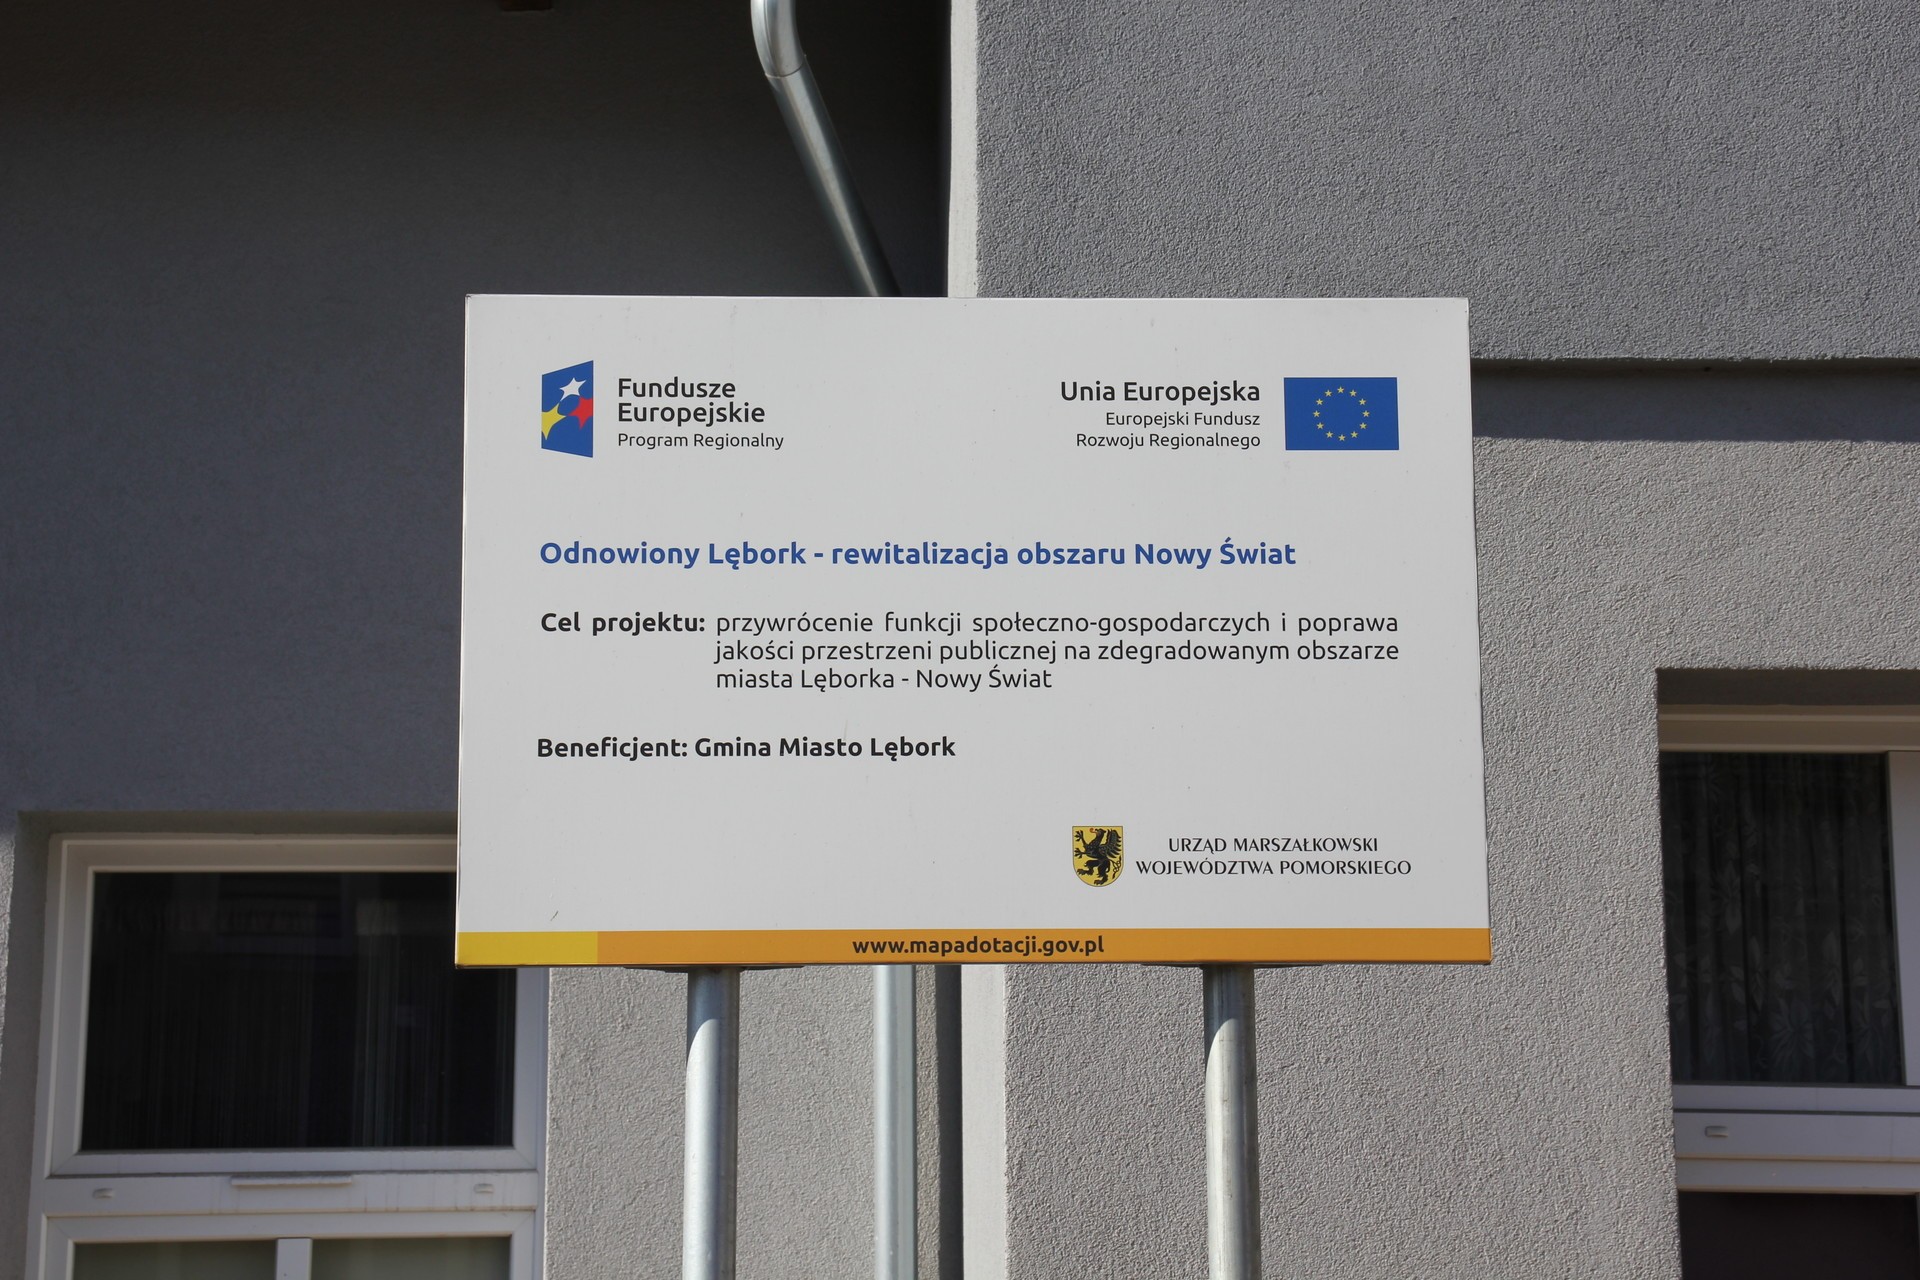 Fundusze
Europejskie
Program Regionalny
Unia Europejska
Europejski Fundusz
Rozwoju Regionalnego
Odnowiony Lębork - rewitalizacja obszaru Nowy Świat
Cel projektu: przywrócenie funkcji społeczno-gospodarczych i poprawa
jakości przestrzeni publicznej na zdegradowanym obszarze
miasta Lęborka - Nowy Świat
Beneficjent: Gmina Miasto Lębork
URZĄD MARSZAŁKOWSKI
WOJEWÓDZTWA POMORSKIEGO
www.mapadotacji.gov.pl